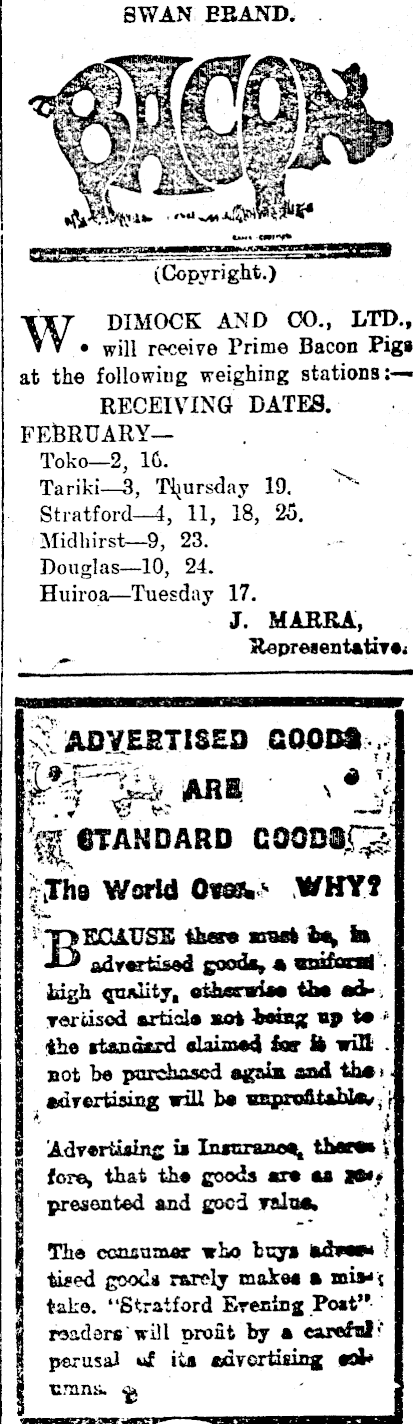 SWAN BRAND.
BACON
(Copyright.)
W. DIMOCK AND CO., LTD.,
will receive Prime Bacon Pigs
at the following weighing stations:—
RECEIVING DATES.
FEBRUARY—
Toko—2, 16.
Tariki—3, Thursday 19.
Stratford—4, 11, 18, 25.
Midhirst—9, 23.
Douglas—10, 24.
Huiroa—Tuesday 17.
J. MARRA,
Representative.
ADVERTISED GOODS
ARE
STANDARD GOODS
The World Over. WHY?
BECAUSE there must be, in
advertised goods, a uniform
high quality, otherwise the ad-
vertised article not being up to
the standard claimed for it will
not be purchased again and the
advertising will be unprofitable.
Advertising is Insurance, there-
fore, that the goods are as re-
presented and good value.
The consumer who buys adver-
tised goods rarely makes a mis-
take. "Stratford Evening Post"
readers will profit by a careful
perusal of its advertising col-
umns.